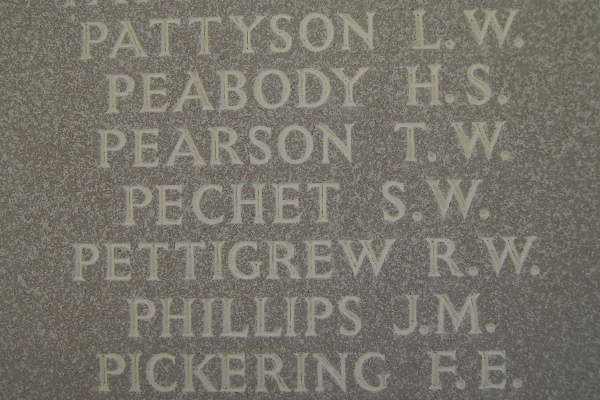 PATTYSON L.W.
PEABODY H.S.
PEARSON T.W.
PECHET S.W.
PETTIGREW R.W.
PHILLIPS J.M.
PICKERING F.E.